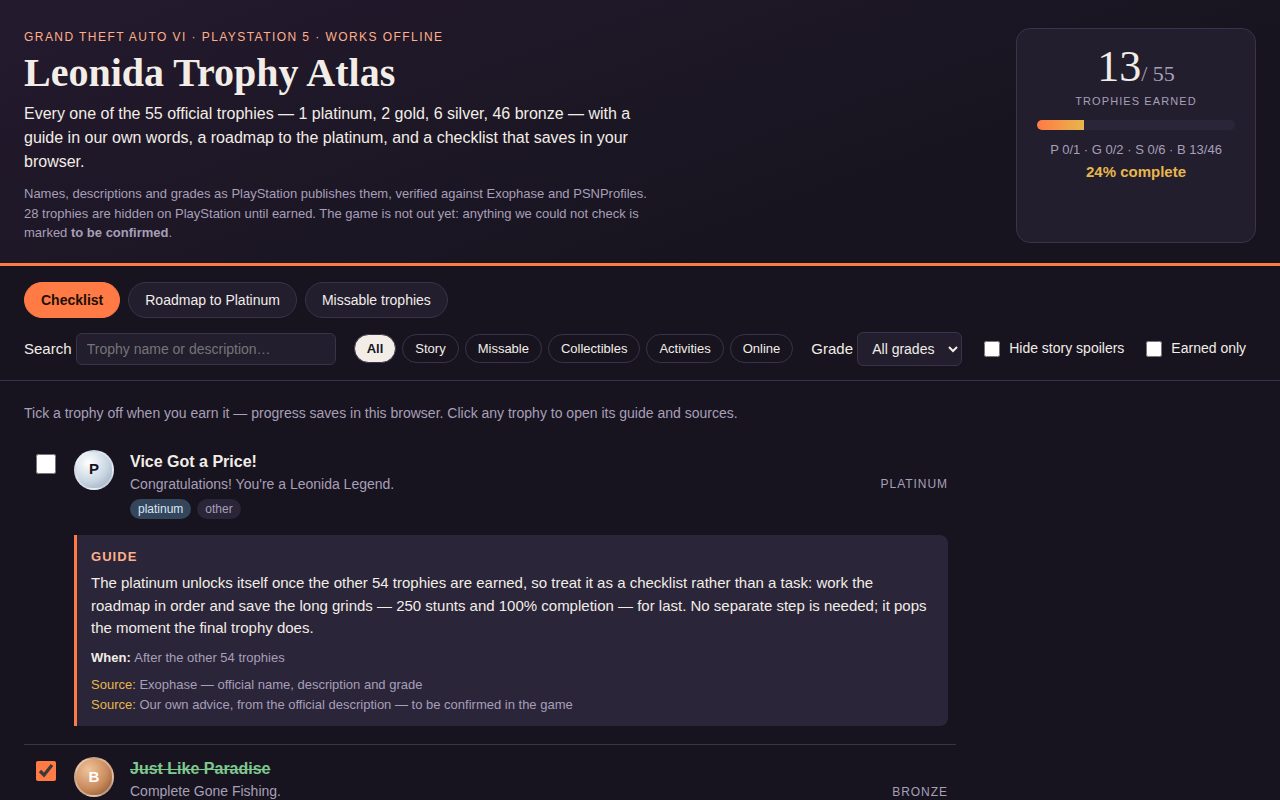 GRAND THEFT AUTO VI · PLAYSTATION 5 · WORKS OFFLINE
Leonida Trophy Atlas
Every one of the 55 official trophies — 1 platinum, 2 gold, 6 silver, 46 bronze — with a
guide in our own words, a roadmap to the platinum, and a checklist that saves in your
browser.
Names, descriptions and grades as PlayStation publishes them, verified against Exophase and PSNProfiles.
28 trophies are hidden on PlayStation until earned. The game is not out yet: anything we could not check is
marked to be confirmed.
13/ 55
TROPHIES EARNED
P 0/1 · G 0/2 · S 0/6 · B 13/46
24% complete
Checklist Roadmap to Platinum Missable trophies
Search Trophy name or description… All Story Missable Collectibles Activities Online Grade All grades Hide story spoilers Earned only
Tick a trophy off when you earn it — progress saves in this browser. Click any trophy to open its guide and sources.
P
Vice Got a Price!
Congratulations! You're a Leonida Legend.
PLATINUM
platinum other
GUIDE
The platinum unlocks itself once the other 54 trophies are earned, so treat it as a checklist rather than a task: work the
roadmap in order and save the long grinds — 250 stunts and 100% completion — for last. No separate step is needed; it pops
the moment the final trophy does.
When: After the other 54 trophies
Source: Exophase — official name, description and grade
Source: Our own advice, from the official description — to be confirmed in the game
B
Just Like Paradise
Complete Gone Fishing.
BRONZE